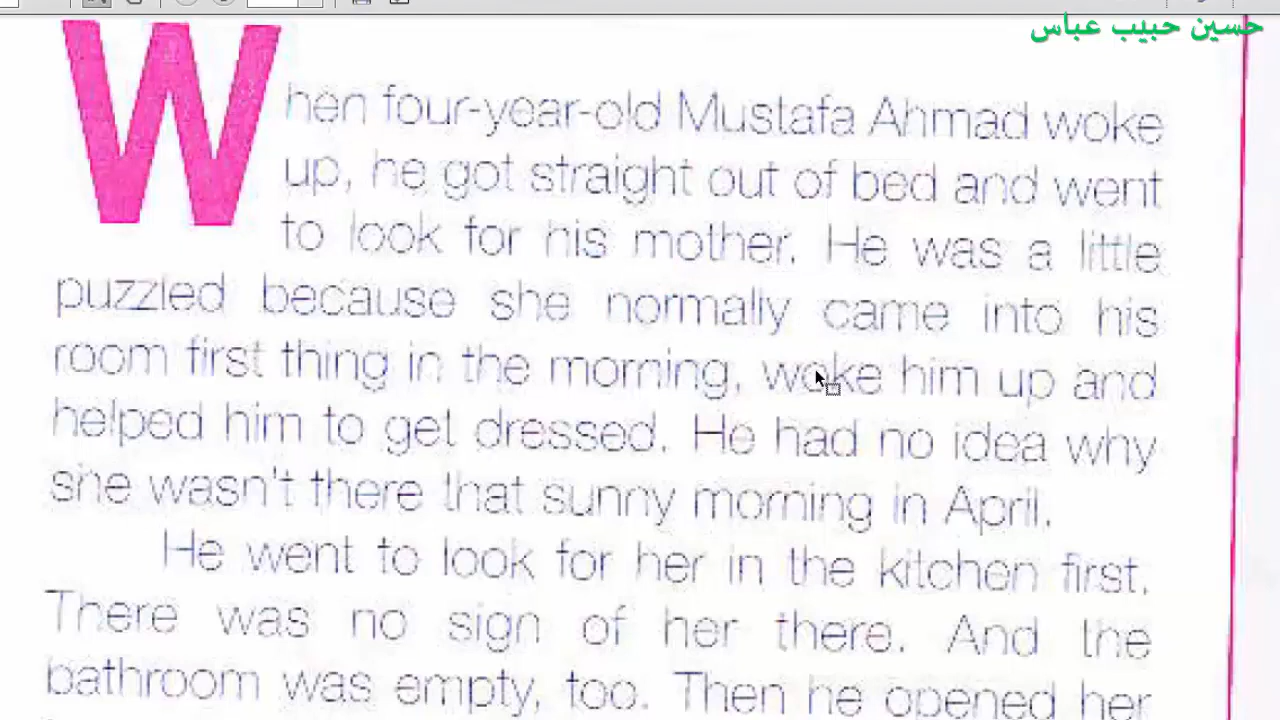 حسين حبيب عباس
When four-year-old Mustafa Ahmad woke
up, he got straight out of bed and went
to look for his mother. He was a little
puzzled because she normally came into his
room first thing in the morning, woke him up and
helped him to get dressed. He had no idea why
she wasn't there that sunny morning in April.
He went to look for her in the kitchen first.
There was no sign of her there. And the
bathroom was empty, too. Then he opened her